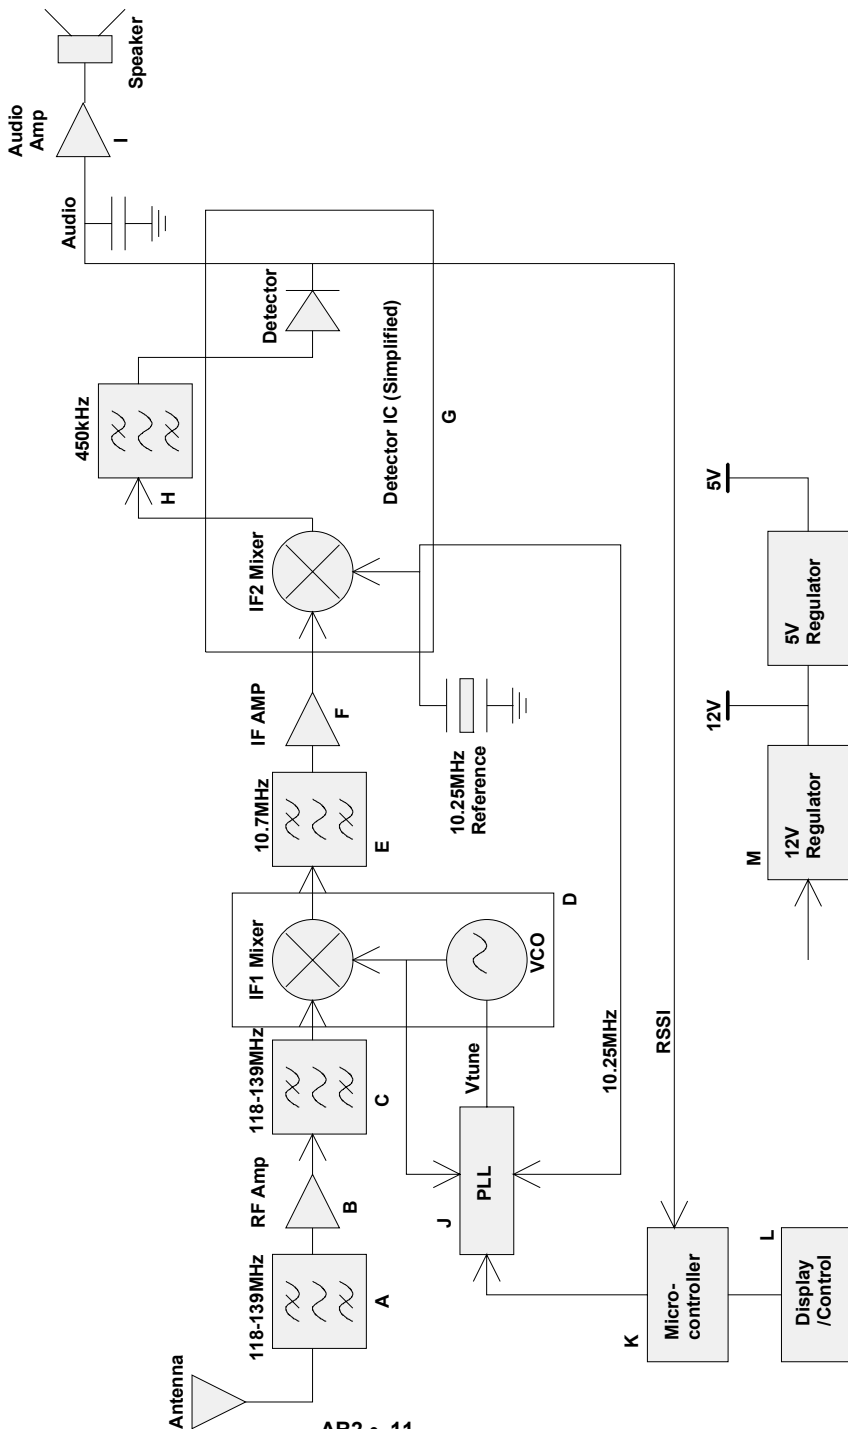 Antenna
118-139MHz
A
RF Amp
B
118-139MHz
C
IF1 Mixer
VCO
D
10.7MHz
E
IF AMP
F
IF2 Mixer
Detector IC (Simplified)
G
450kHz
H
Detector
Audio
Audio
Amp
I
Speaker
10.25MHz
Reference
Vtune
J
PLL
10.25MHz
RSSI
K
Micro-
controller
L
Display
/Control
M
12V
Regulator
12V
5V
Regulator
5V
AR2 • 11